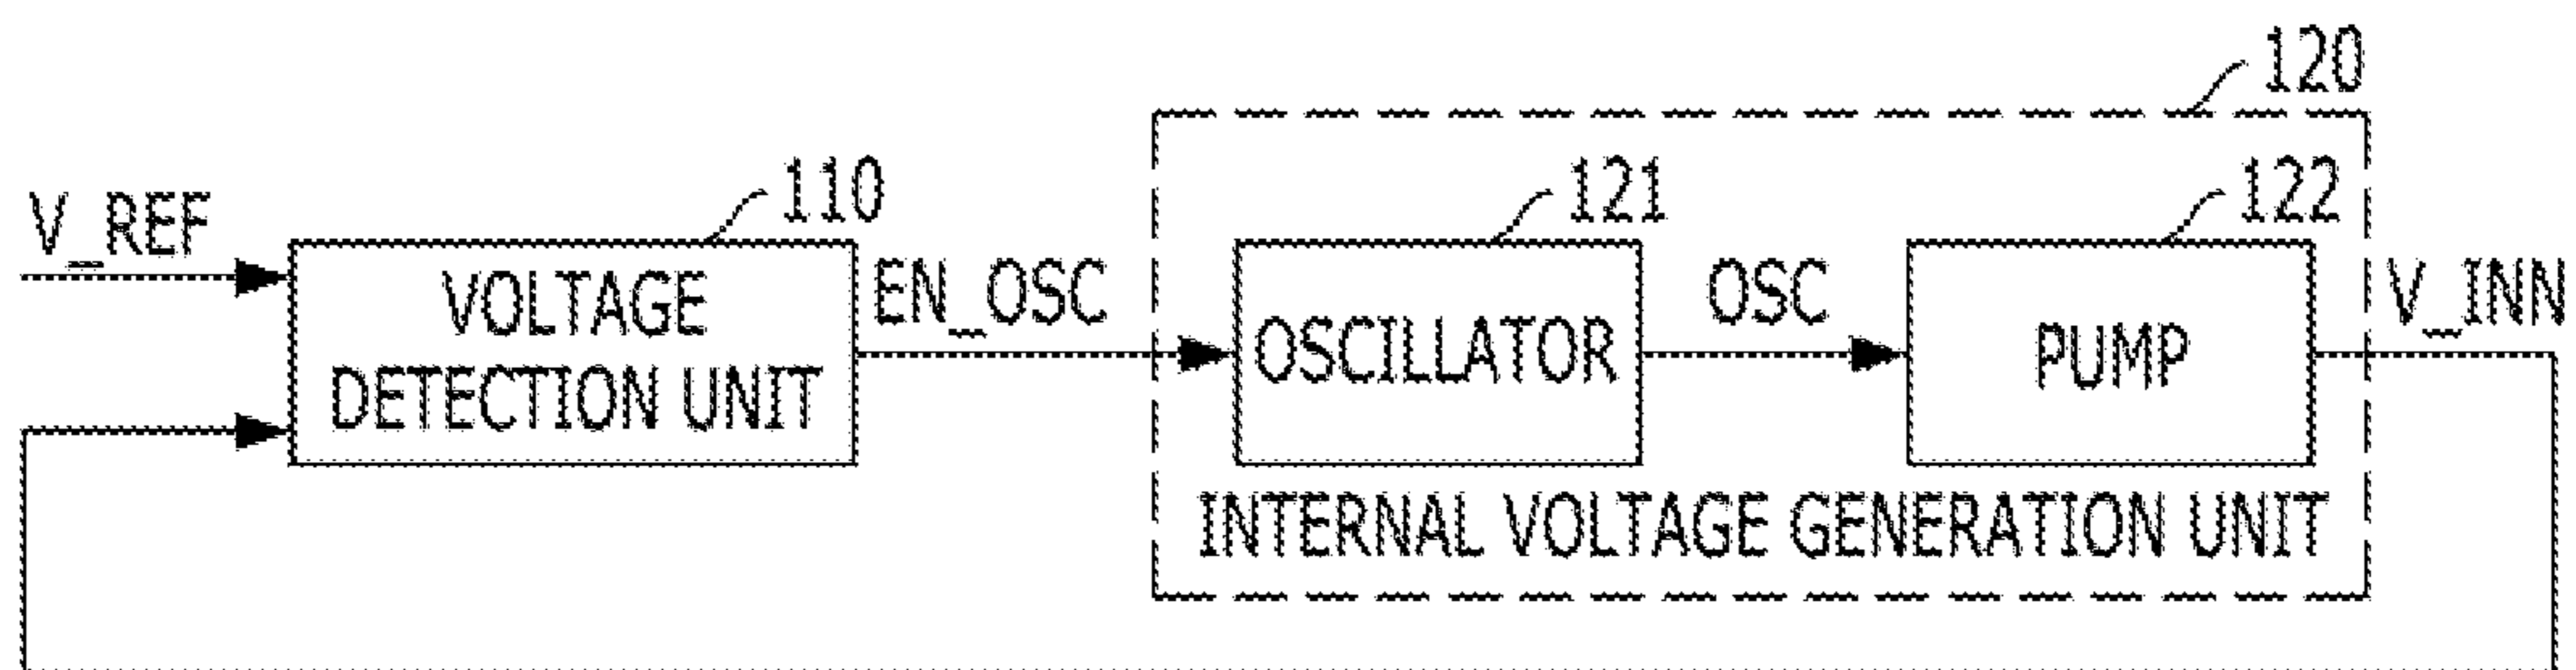 120
110
121
122
V_REF
VOLTAGE
DETECTION UNIT
EN_OSC
OSCILLATOR
OSC
PUMP
V_INN
INTERNAL VOLTAGE GENERATION UNIT